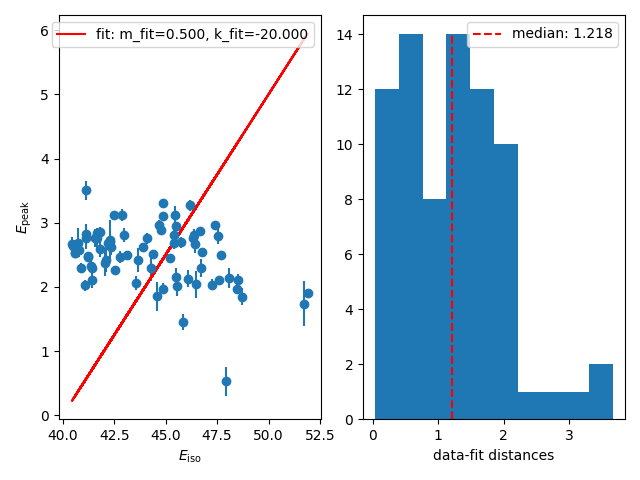 fit: m_fit=0.500, k_fit=-20.000
6
5
4
3
2
1
0
E_peak
40.0 42.5 45.0 47.5 50.0 52.5
E_iso
median: 1.218
14
12
10
8
6
4
2
0
0 1 2 3
data-fit distances